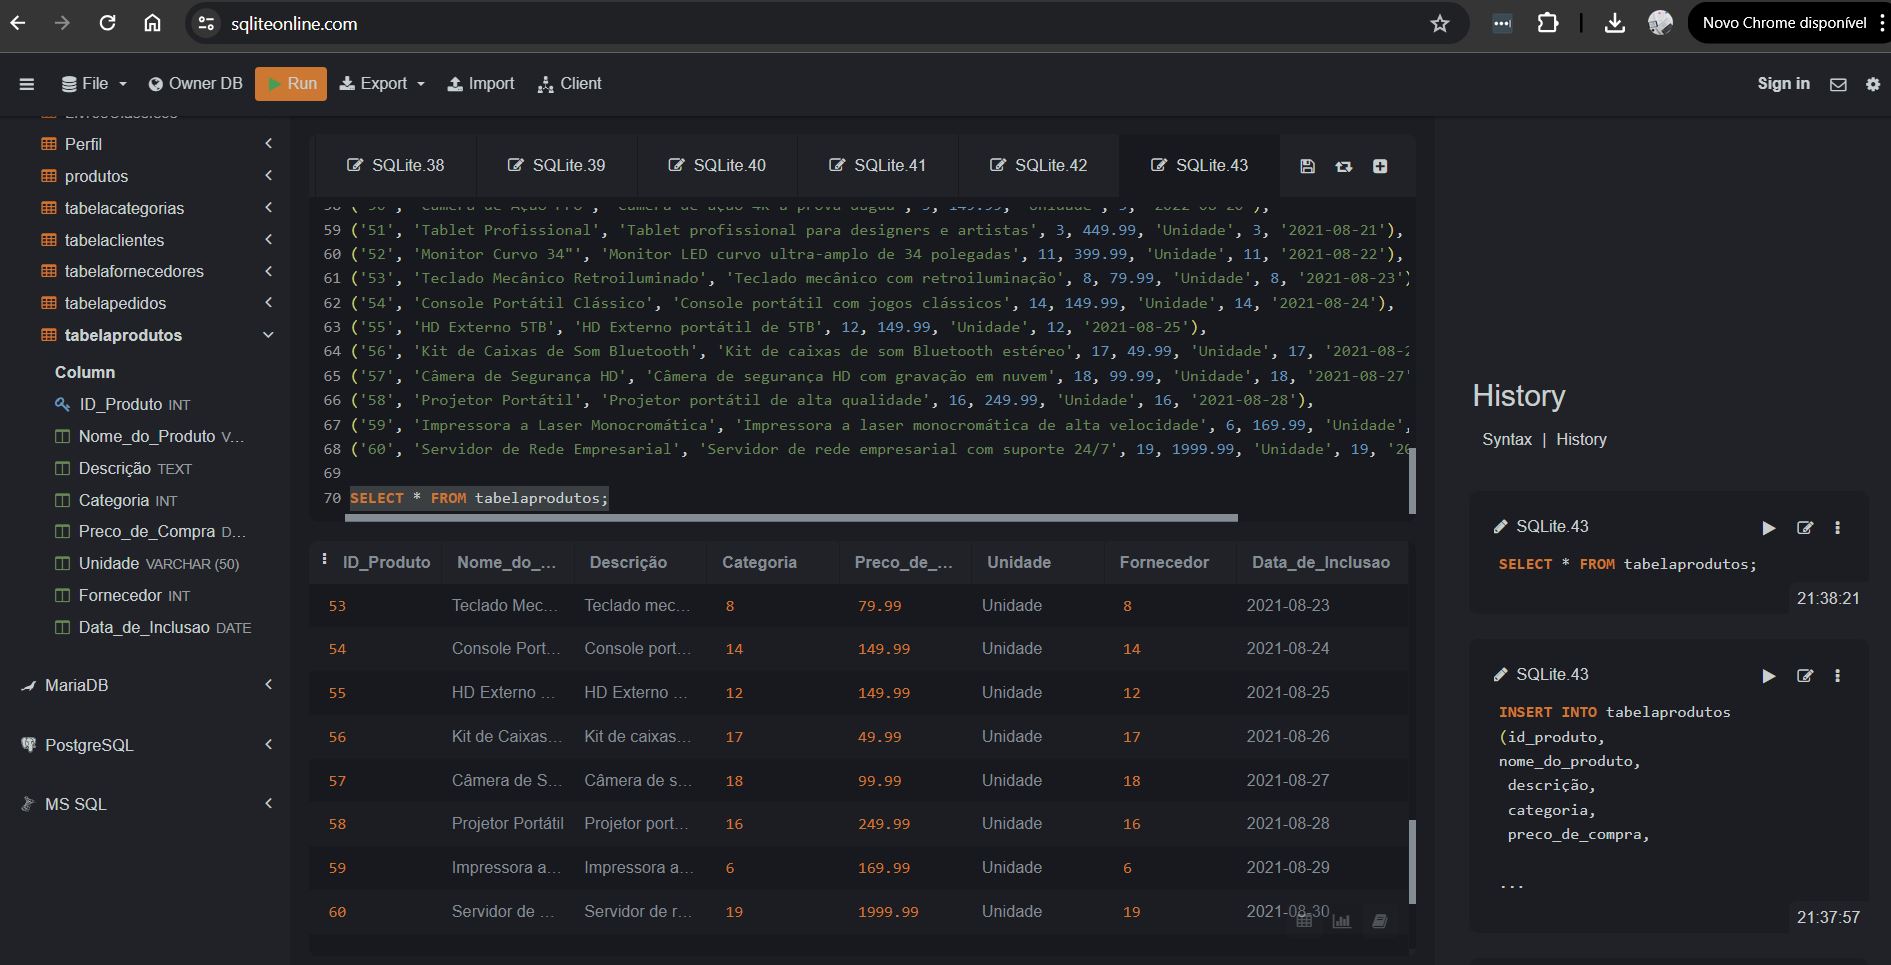 sqliteonline.com
Novo Chrome disponível
File
Owner DB
Run
Export
Import
Client
Sign in
Perfil
produtos
tabelacategorias
tabelaclientes
tabelafornecedores
tabelapedidos
tabelaprodutos
Column
ID_Produto INT
Nome_do_Produto V...
Descrição TEXT
Categoria INT
Preco_de_Compra D...
Unidade VARCHAR (50)
Fornecedor INT
Data_de_Inclusao DATE
MariaDB
PostgreSQL
MS SQL
SQLite.38
SQLite.39
SQLite.40
SQLite.41
SQLite.42
SQLite.43
59 ('51', 'Tablet Profissional', 'Tablet profissional para designers e artistas', 3, 449.99, 'Unidade', 3, '2021-08-21'),
60 ('52', 'Monitor Curvo 34"', 'Monitor LED curvo ultra-amplo de 34 polegadas', 11, 399.99, 'Unidade', 11, '2021-08-22'),
61 ('53', 'Teclado Mecânico Retroiluminado', 'Teclado mecânico com retroiluminação', 8, 79.99, 'Unidade', 8, '2021-08-23')
62 ('54', 'Console Portátil Clássico', 'Console portátil com jogos clássicos', 14, 149.99, 'Unidade', 14, '2021-08-24'),
63 ('55', 'HD Externo 5TB', 'HD Externo portátil de 5TB', 12, 149.99, 'Unidade', 12, '2021-08-25'),
64 ('56', 'Kit de Caixas de Som Bluetooth', 'Kit de caixas de som Bluetooth estéreo', 17, 49.99, 'Unidade', 17, '2021-08-2
65 ('57', 'Câmera de Segurança HD', 'Câmera de segurança HD com gravação em nuvem', 18, 99.99, 'Unidade', 18, '2021-08-27'
66 ('58', 'Projetor Portátil', 'Projetor portátil de alta qualidade', 16, 249.99, 'Unidade', 16, '2021-08-28'),
67 ('59', 'Impressora a Laser Monocromática', 'Impressora a laser monocromática de alta velocidade', 6, 169.99, 'Unidade',
68 ('60', 'Servidor de Rede Empresarial', 'Servidor de rede empresarial com suporte 24/7', 19, 1999.99, 'Unidade', 19, '20
69
70 SELECT * FROM tabelaprodutos;
ID_Produto Nome_do_... Descrição Categoria Preco_de_... Unidade Fornecedor Data_de_Inclusao
53 Teclado Mec... Teclado mec... 8 79.99 Unidade 8 2021-08-23
54 Console Port... Console port... 14 149.99 Unidade 14 2021-08-24
55 HD Externo ... HD Externo ... 12 149.99 Unidade 12 2021-08-25
56 Kit de Caixas... Kit de caixas... 17 49.99 Unidade 17 2021-08-26
57 Câmera de S... Câmera de s... 18 99.99 Unidade 18 2021-08-27
58 Projetor Portátil Projetor port... 16 249.99 Unidade 16 2021-08-28
59 Impressora a... Impressora a... 6 169.99 Unidade 6 2021-08-29
60 Servidor de ... Servidor de r... 19 1999.99 Unidade 19 2021-08-30
History
Syntax | History
SQLite.43
SELECT * FROM tabelaprodutos;
21:38:21
SQLite.43
INSERT INTO tabelaprodutos
(id_produto,
nome_do_produto,
descrição,
categoria,
preco_de_compra,
...
21:37:57